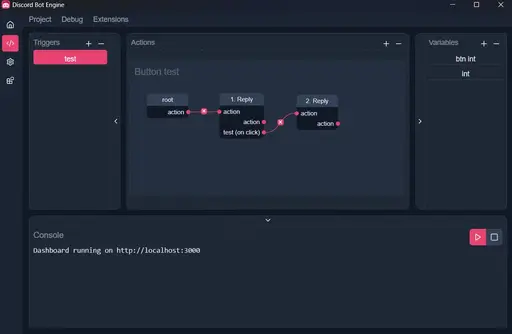 Discord Bot Engine
Project Debug Extensions
Triggers
test
Actions
Button test
root
action
1. Reply
action
action
test (on click)
2. Reply
action
action
Variables
btn int
int
Console
Dashboard running on http://localhost:3000